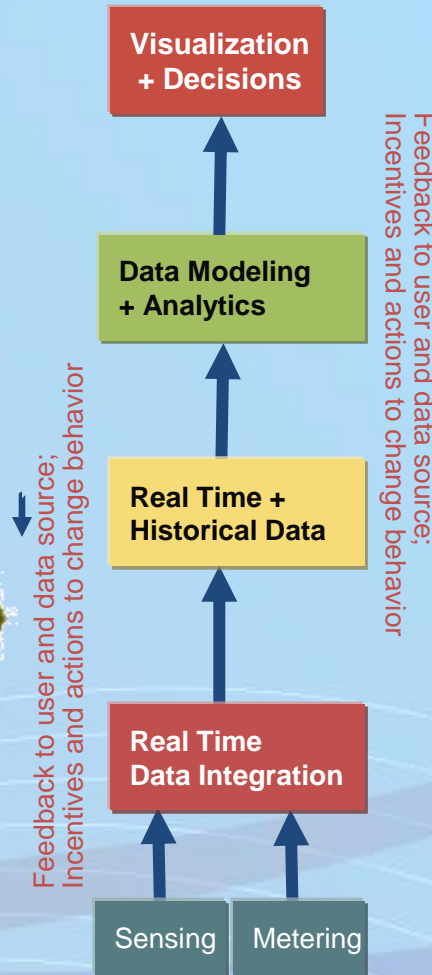 Visualization
+ Decisions
Feedback to user and data source;
Incentives and actions to change behavior
Data Modeling
+ Analytics
Real Time +
Historical Data
Feedback to user and data source;
Incentives and actions to change behavior
Real Time
Data Integration
Sensing
Metering